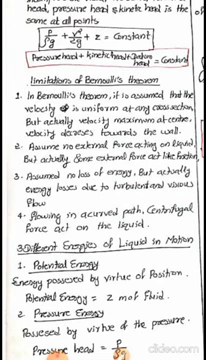 head, pressure head & kinetic head is the
same at all points
P/ρg + V²/2g + z = Constant
Pressure head + kinetic head + Datum head = Constant
Limitations of Bernoulli's theorem
1. In Bernoulli's theorem, it is assumed that the
velocity is uniform at any cross section
But actually velocity maximum at centre,
velocity decreses towards the wall.
2. Assume no external force acting on liquid,
But actually Some external force act like friction
3. Assumed no loss of energy, But actually
energy losses due to turbulent and viscous
Flow
4. Flowing in a curved path, Centrifugal
Force act on the liquid.
3. Different Energies of Liquid in Motion
1. Potential Energy
Energy possesed by virtue of Position.
Potential Energy = z m of Fluid.
2. Pressure Energy
Possesed by virtue of the pressure.
Pressure head = P/ρg
clideo.com